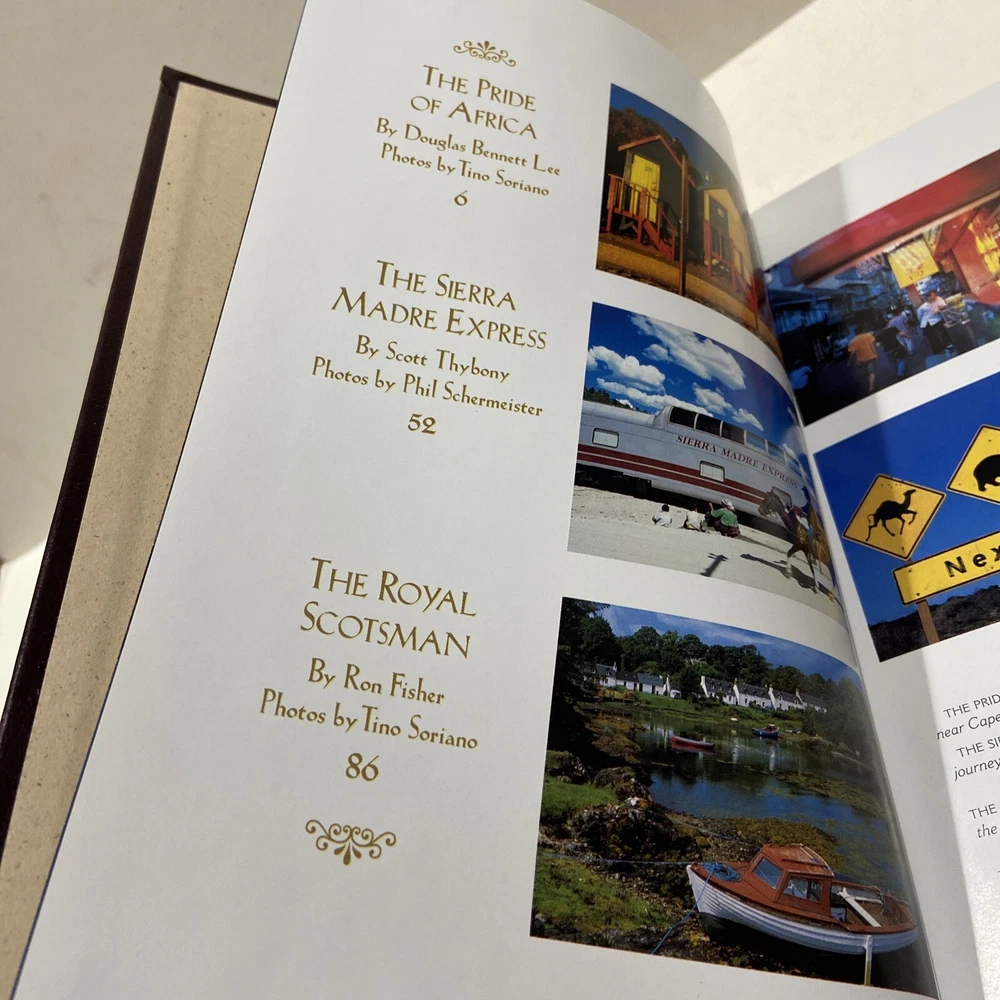 THE PRIDE
OF AFRICA
By Douglas Bennett Lee
Photos by Tino Soriano
6
THE SIERRA
MADRE EXPRESS
By Scott Thybony
Photos by Phil Schermeister
52
THE ROYAL
SCOTSMAN
By Ron Fisher
Photos by Tino Soriano
86
SIERRA MADRE EXPRESS
THE PRID
near Cape
THE SI
journey
THE
the